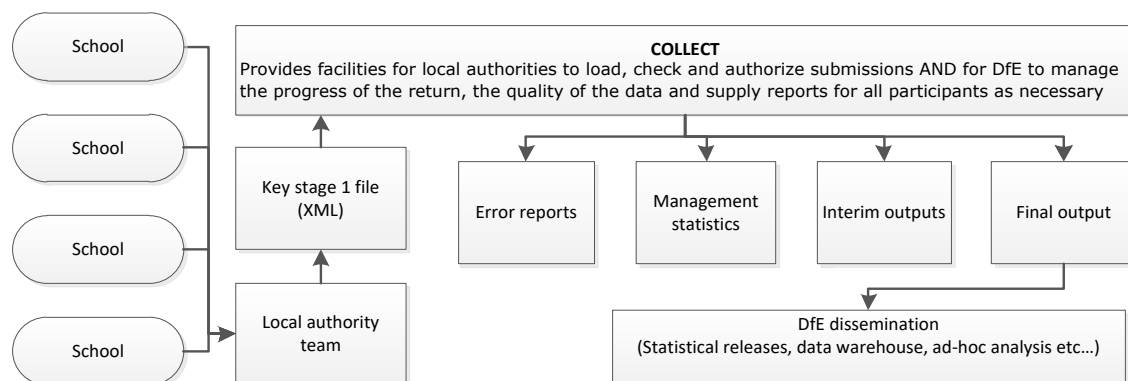 School
School
School
School
COLLECT
Provides facilities for local authorities to load, check and authorize submissions AND for DfE to manage
the progress of the return, the quality of the data and supply reports for all participants as necessary
Key stage 1 file
(XML)
Local authority
team
Error reports
Management
statistics
Interim outputs
Final output
DfE dissemination
(Statistical releases, data warehouse, ad-hoc analysis etc…)